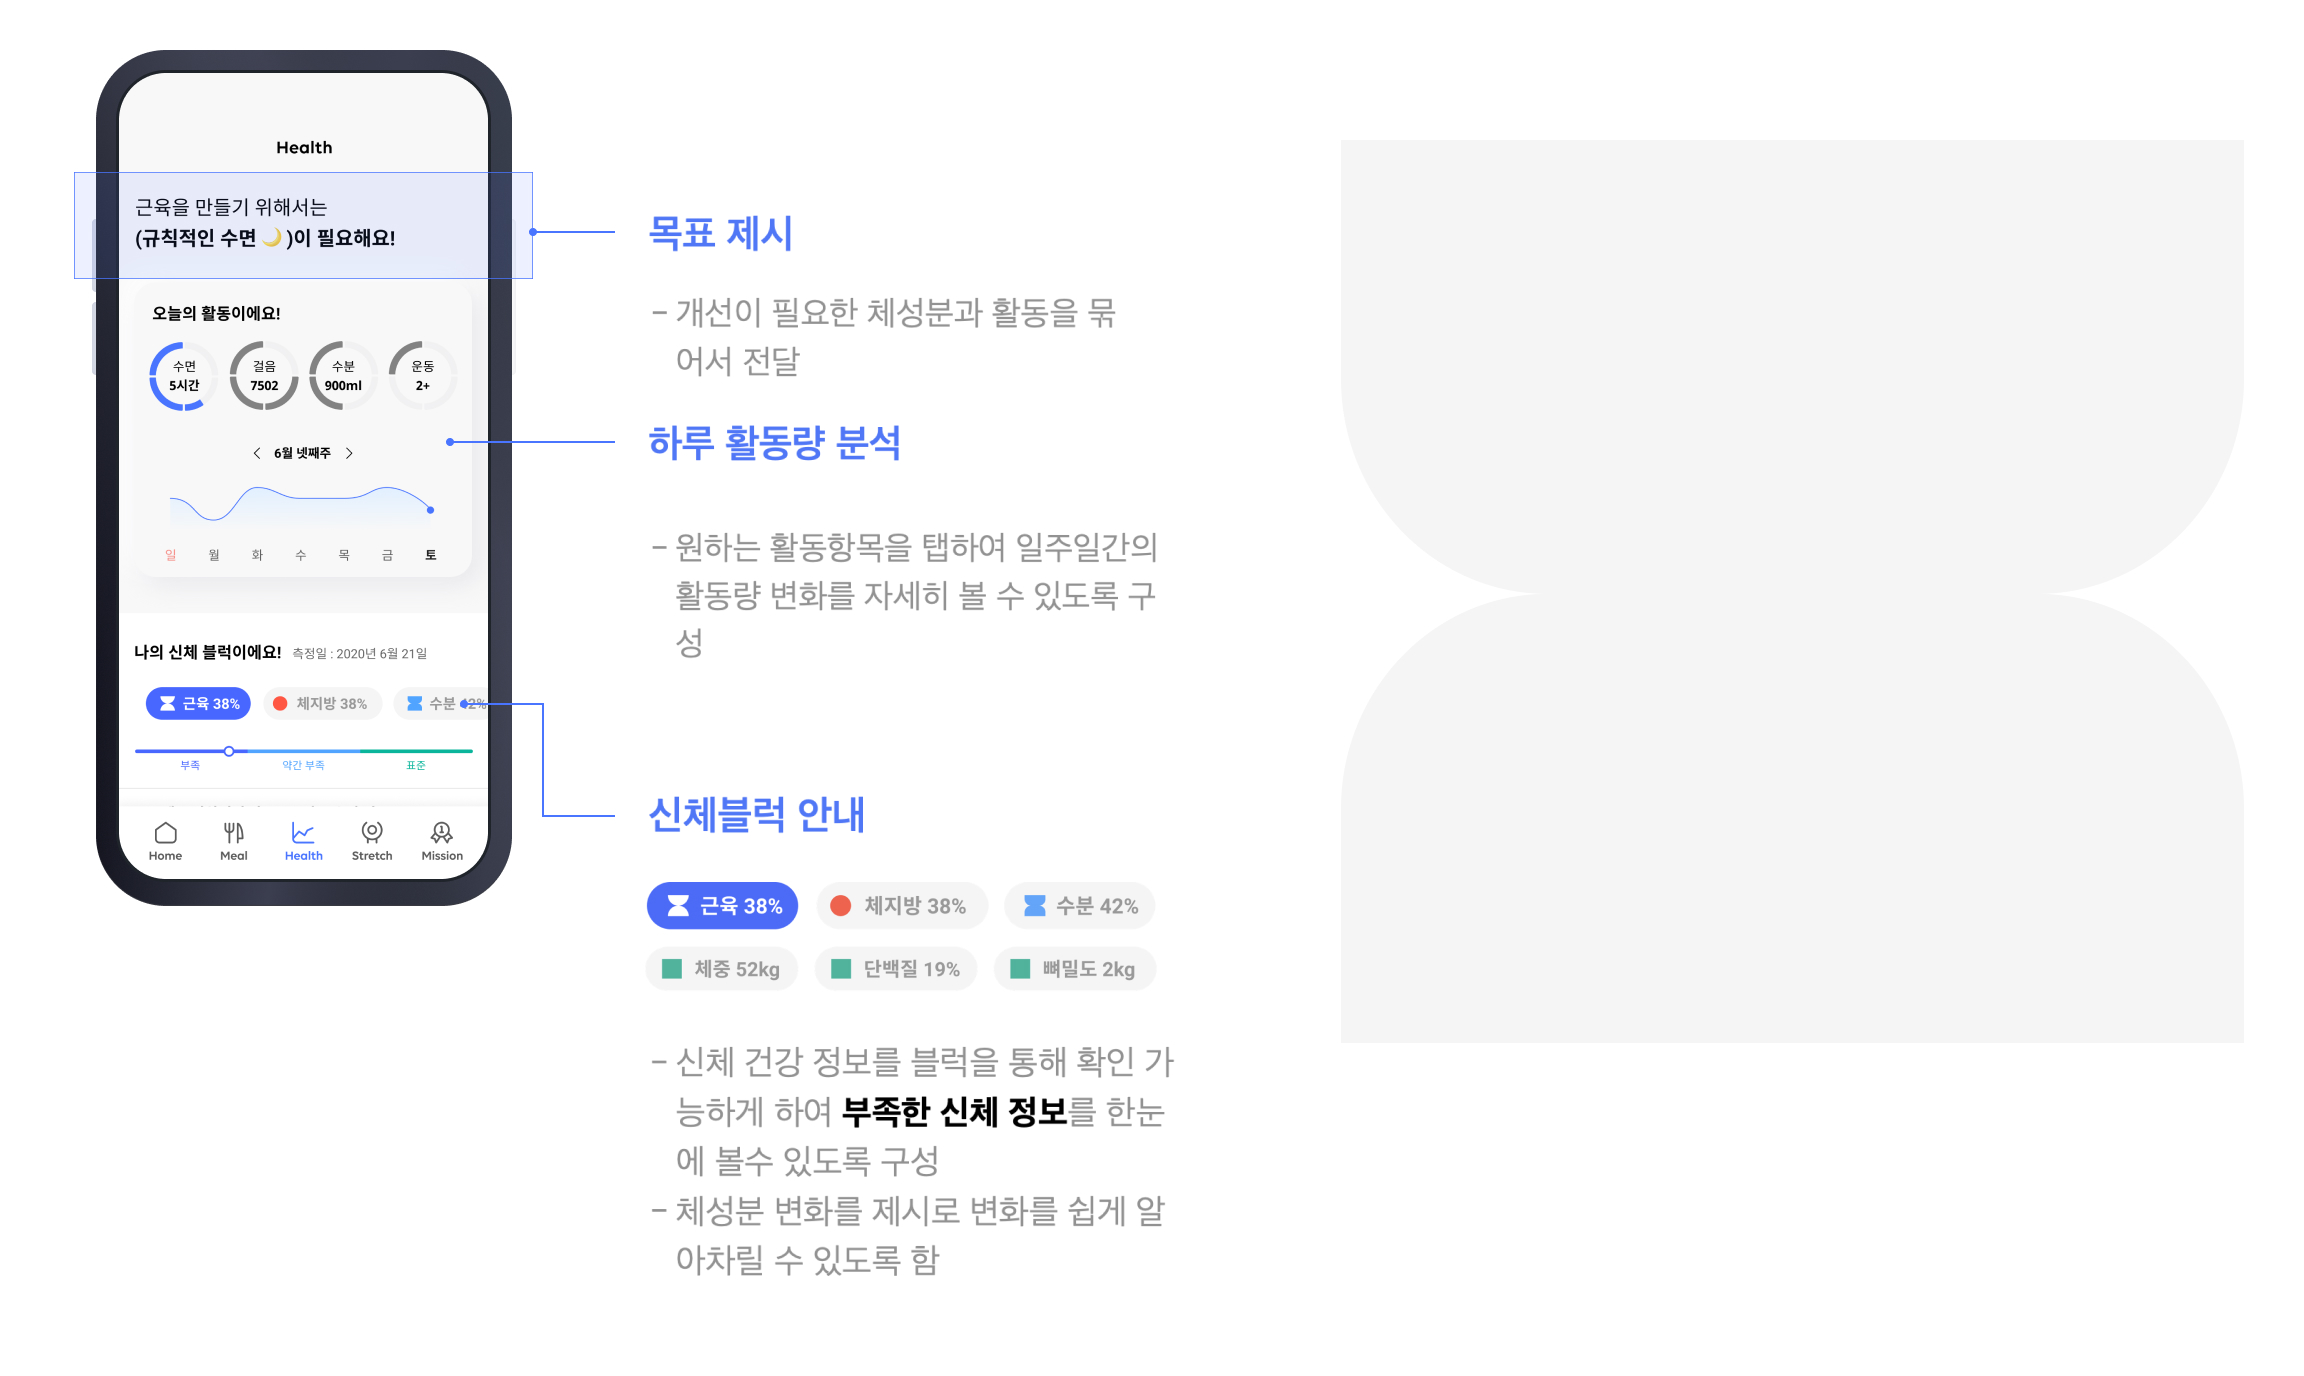 Health
근육을 만들기 위해서는
(규칙적인 수면 🌙 )이 필요해요!
오늘의 활동이에요!
수면
5시간
걸음
7502
수분
900ml
운동
2+
6월 넷째주
일 월 화 수 목 금 토
나의 신체 블럭이에요! 측정일 : 2020년 6월 21일
근육 38% 체지방 38% 수분 42%
부족 약간 부족 표준
Home Meal Health Stretch Mission
목표 제시
– 개선이 필요한 체성분과 활동을 묶
어서 전달
하루 활동량 분석
– 원하는 활동항목을 탭하여 일주일간의
활동량 변화를 자세히 볼 수 있도록 구
성
신체블럭 안내
근육 38% 체지방 38% 수분 42%
체중 52kg 단백질 19% 뼈밀도 2kg
– 신체 건강 정보를 블럭을 통해 확인 가
능하게 하여 부족한 신체 정보를 한눈
에 볼수 있도록 구성
– 체성분 변화를 제시로 변화를 쉽게 알
아차릴 수 있도록 함